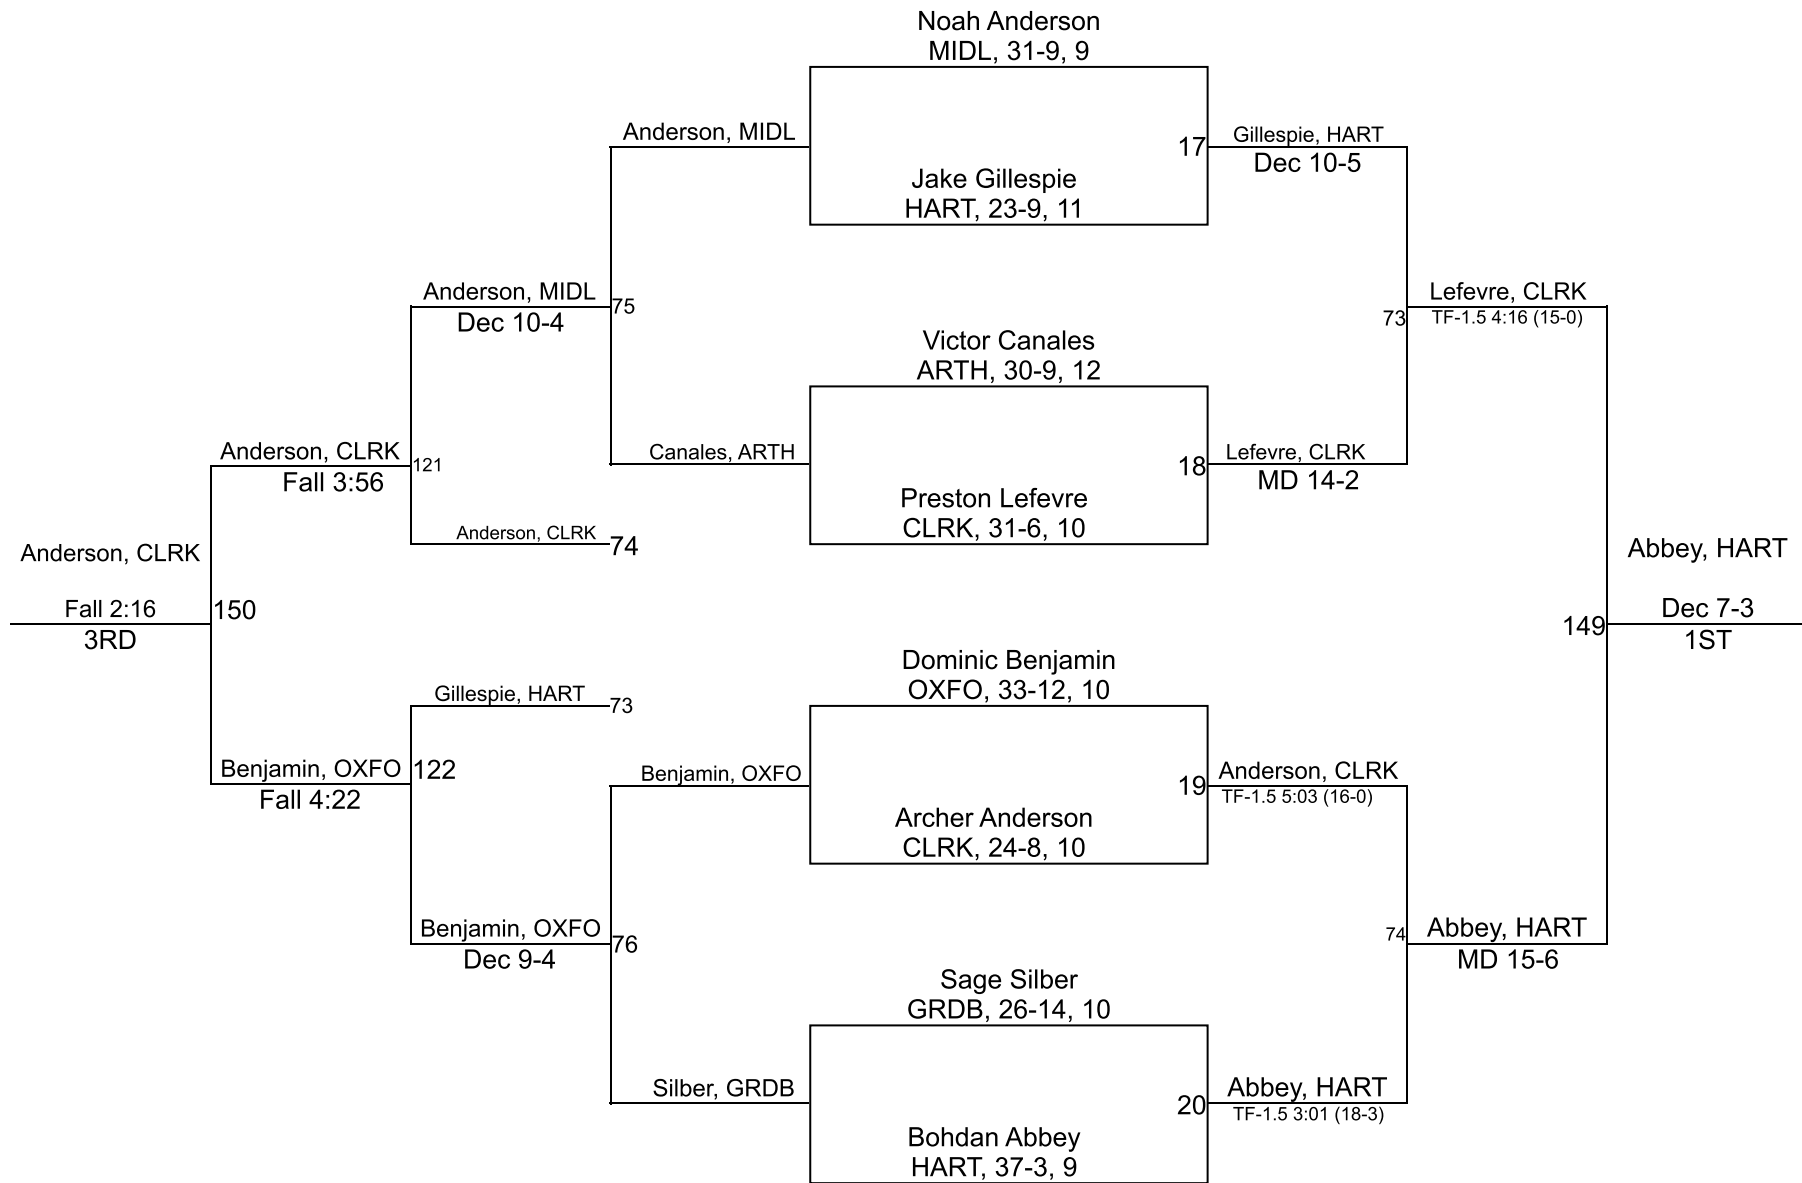 Noah Anderson
MIDL, 31-9, 9
Anderson, MIDL
17
Gillespie, HART
Dec 10-5
Jake Gillespie
HART, 23-9, 11
Anderson, MIDL
Dec 10-4
75
73
Lefevre, CLRK
TF-1.5 4:16 (15-0)
Victor Canales
ARTH, 30-9, 12
Anderson, CLRK
Fall 3:56
121
Canales, ARTH
18
Lefevre, CLRK
MD 14-2
Preston Lefevre
CLRK, 31-6, 10
Anderson, CLRK
74
Anderson, CLRK
Fall 2:16
3RD
150
Abbey, HART
149
Dec 7-3
1ST
Dominic Benjamin
OXFO, 33-12, 10
Gillespie, HART
73
Benjamin, OXFO
Fall 4:22
122
Benjamin, OXFO
19
Anderson, CLRK
TF-1.5 5:03 (16-0)
Archer Anderson
CLRK, 24-8, 10
Benjamin, OXFO
Dec 9-4
76
74
Abbey, HART
MD 15-6
Sage Silber
GRDB, 26-14, 10
Silber, GRDB
20
Abbey, HART
TF-1.5 3:01 (18-3)
Bohdan Abbey
HART, 37-3, 9